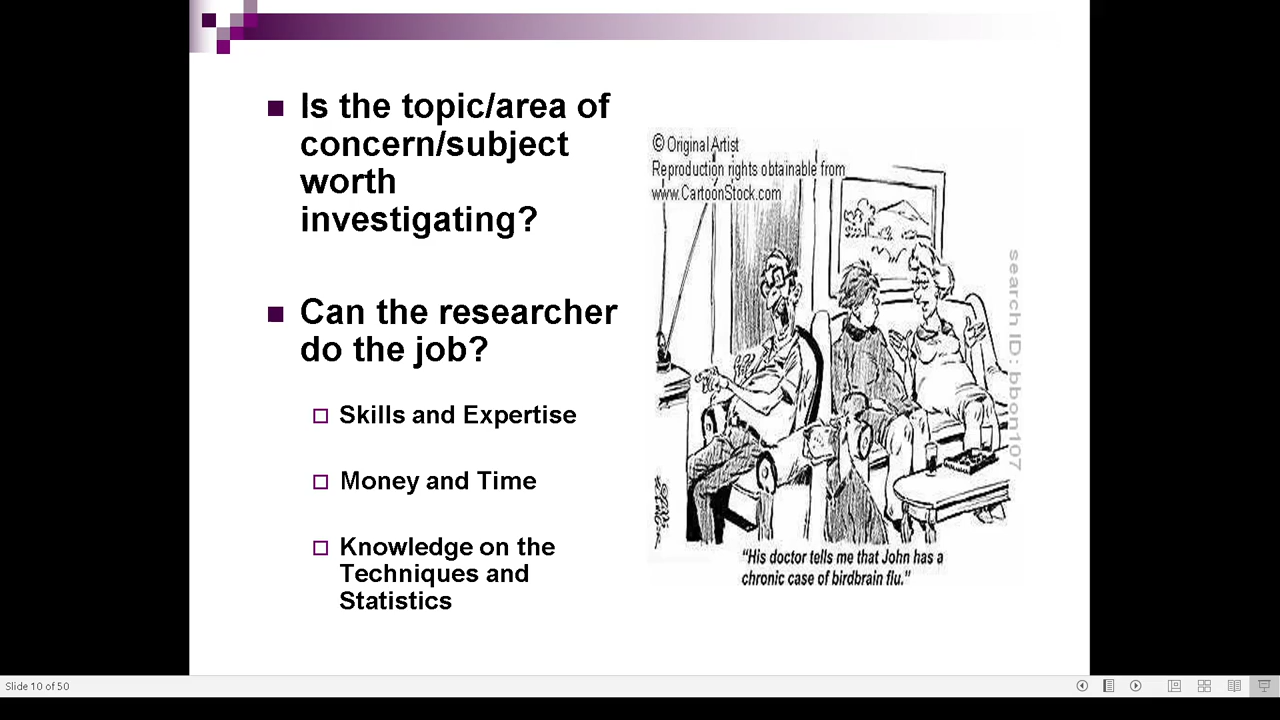 Is the topic/area of
concern/subject
worth
investigating?
Can the researcher
do the job?
Skills and Expertise
Money and Time
Knowledge on the
Techniques and
Statistics
© Original Artist
Reproduction rights obtainable from
www.CartoonStock.com
search ID: bbon107
"His doctor tells me that John has a
chronic case of birdbrain flu."
Slide 10 of 50